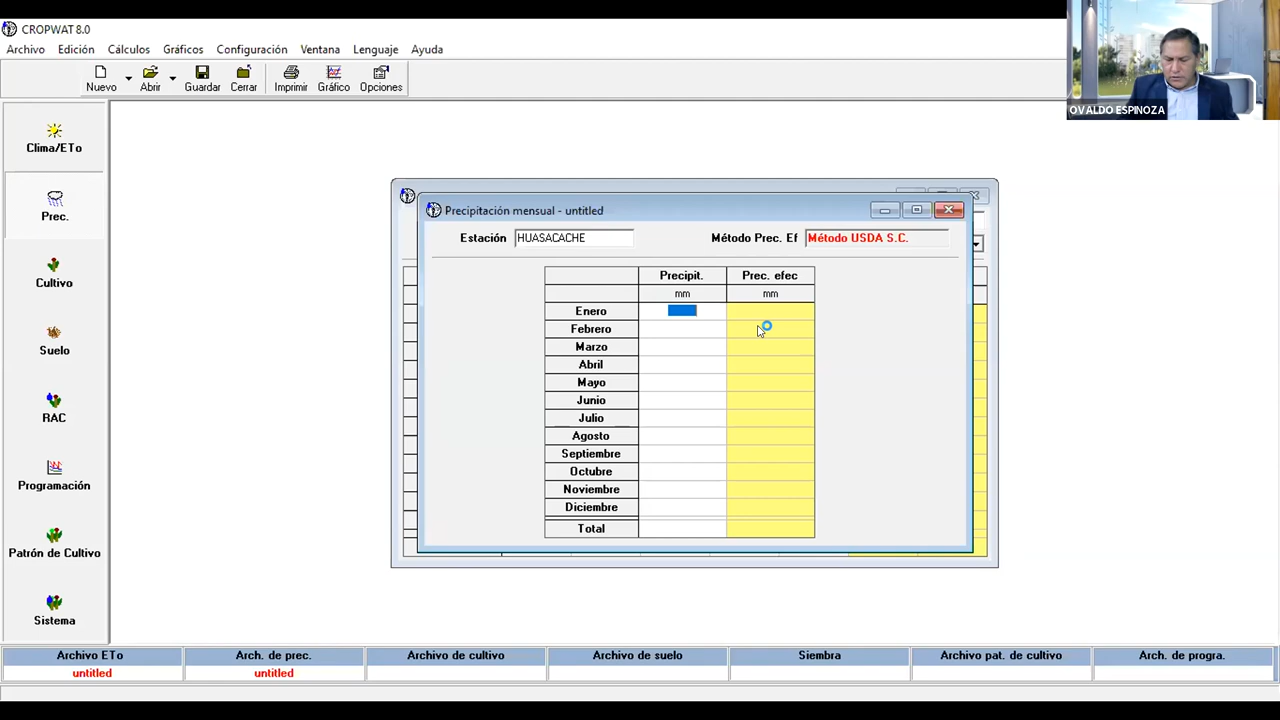 CROPWAT 8.0
Archivo Edición Cálculos Gráficos Configuración Ventana Lenguaje Ayuda
Nuevo Abrir Guardar Cerrar Imprimir Gráfico Opciones
OVALDO ESPINOZA
Clima/ETo
Prec.
Cultivo
Suelo
RAC
Programación
Patrón de Cultivo
Sistema
Precipitación mensual - untitled
Estación HUASACACHE Método Prec. Ef Método USDA S.C.
Precipit. Prec. efec
mm mm
Enero
Febrero
Marzo
Abril
Mayo
Junio
Julio
Agosto
Septiembre
Octubre
Noviembre
Diciembre
Total
Archivo ETo Arch. de prec. Archivo de cultivo Archivo de suelo Siembra Archivo pat. de cultivo Arch. de progra.
untitled untitled